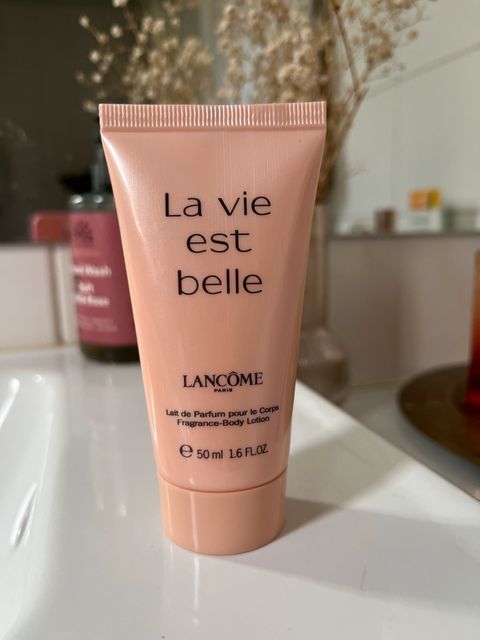 La vie
est
belle
LANCÔME
PARIS
Lait de Parfum pour le Corps
Fragrance-Body Lotion
℮ 50 ml 1.6 FL.OZ.
Wash